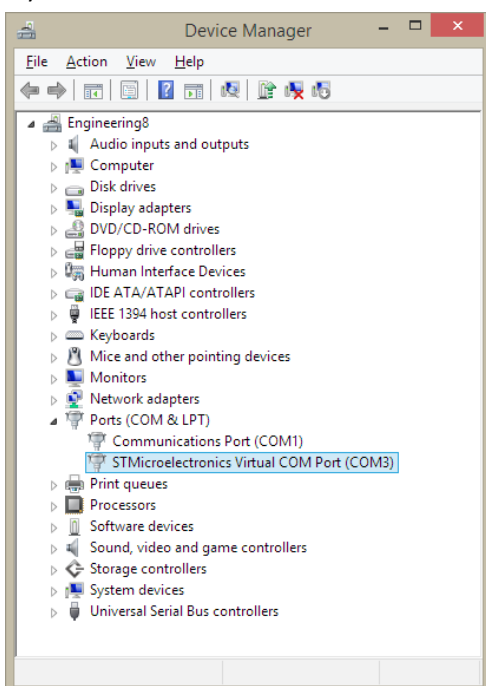 Device Manager
File Action View Help
Engineering8
Audio inputs and outputs
Computer
Disk drives
Display adapters
DVD/CD-ROM drives
Floppy drive controllers
Human Interface Devices
IDE ATA/ATAPI controllers
IEEE 1394 host controllers
Keyboards
Mice and other pointing devices
Monitors
Network adapters
Ports (COM & LPT)
Communications Port (COM1)
STMicroelectronics Virtual COM Port (COM3)
Print queues
Processors
Software devices
Sound, video and game controllers
Storage controllers
System devices
Universal Serial Bus controllers